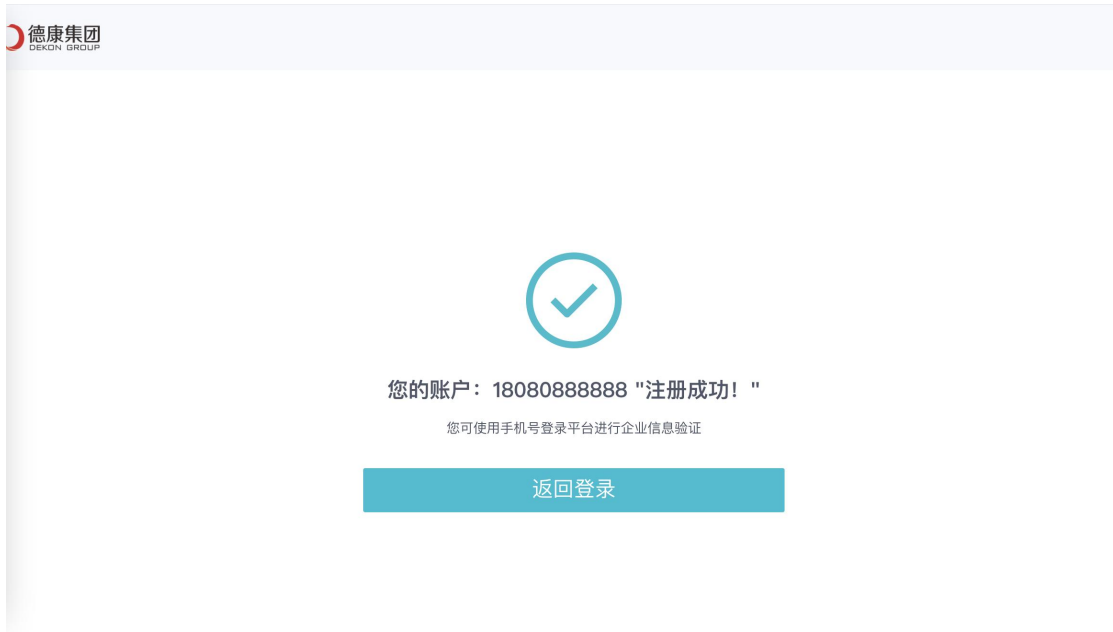 德康集团
DEKON GROUP
您的账户：18080888888 "注册成功！"
您可使用手机号登录平台进行企业信息验证
返回登录